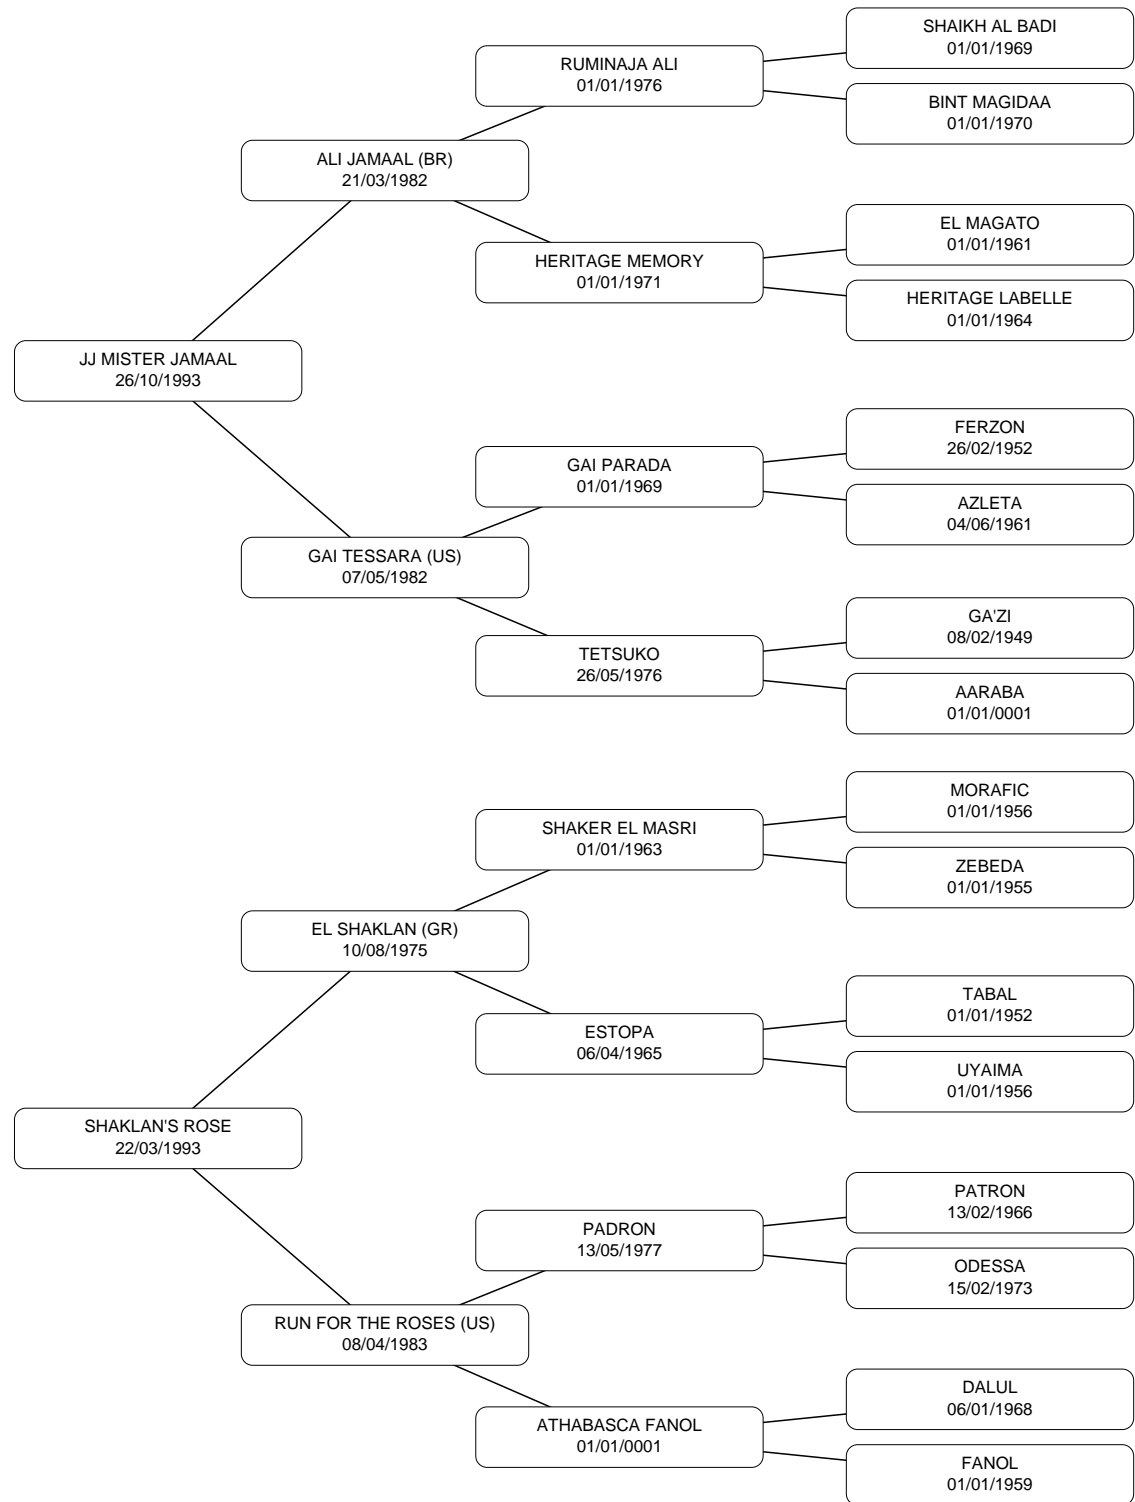 SHAIKH AL BADI
01/01/1969
RUMINAJA ALI
01/01/1976
BINT MAGIDAA
01/01/1970
ALI JAMAAL (BR)
21/03/1982
EL MAGATO
01/01/1961
HERITAGE MEMORY
01/01/1971
HERITAGE LABELLE
01/01/1964
JJ MISTER JAMAAL
26/10/1993
FERZON
26/02/1952
GAI PARADA
01/01/1969
AZLETA
04/06/1961
GAI TESSARA (US)
07/05/1982
GA'ZI
08/02/1949
TETSUKO
26/05/1976
AARABA
01/01/0001
MORAFIC
01/01/1956
SHAKER EL MASRI
01/01/1963
ZEBEDA
01/01/1955
EL SHAKLAN (GR)
10/08/1975
TABAL
01/01/1952
ESTOPA
06/04/1965
UYAIMA
01/01/1956
SHAKLAN'S ROSE
22/03/1993
PATRON
13/02/1966
PADRON
13/05/1977
ODESSA
15/02/1973
RUN FOR THE ROSES (US)
08/04/1983
DALUL
06/01/1968
ATHABASCA FANOL
01/01/0001
FANOL
01/01/1959